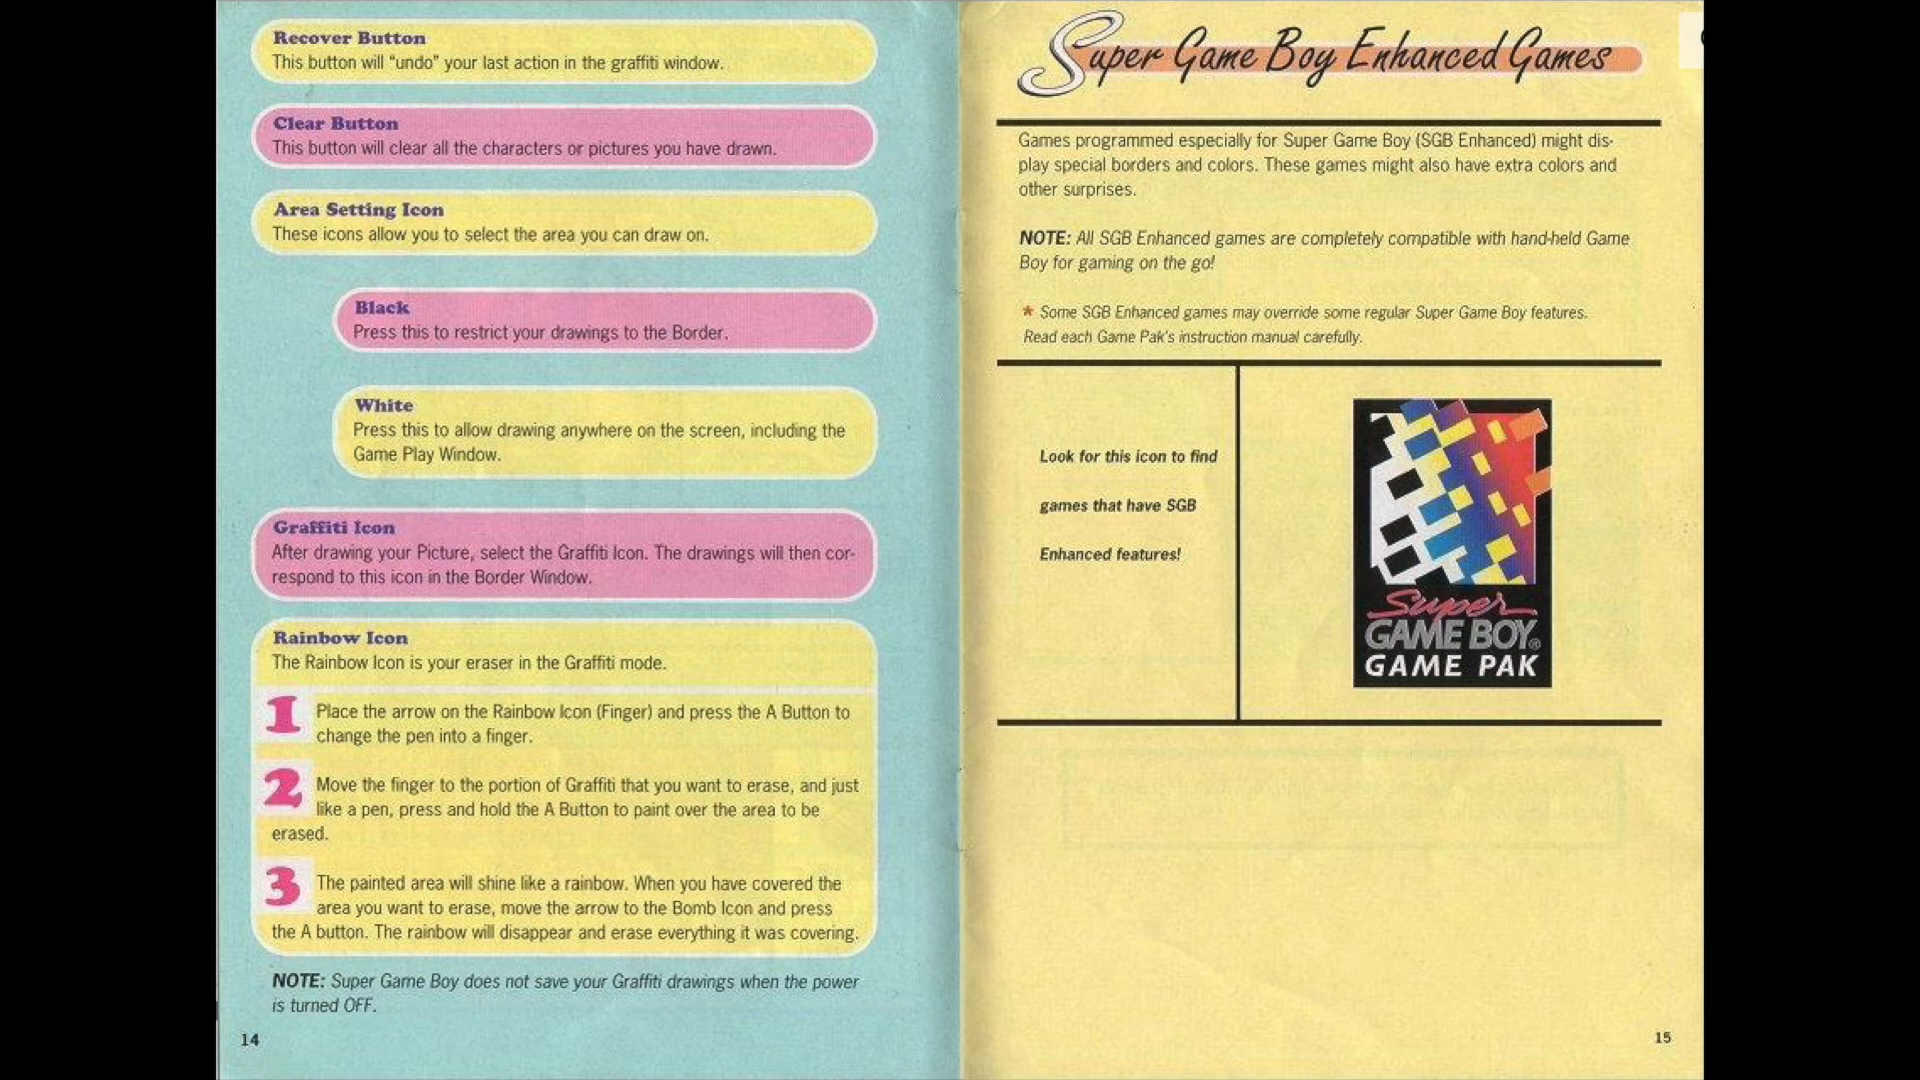 Recover Button
This button will "undo" your last action in the graffiti window.
Clear Button
This button will clear all the characters or pictures you have drawn.
Area Setting Icon
These icons allow you to select the area you can draw on.
Black
Press this to restrict your drawings to the Border.
White
Press this to allow drawing anywhere on the screen, including the
Game Play Window.
Graffiti Icon
After drawing your Picture, select the Graffiti Icon. The drawings will then cor-
respond to this icon in the Border Window.
Rainbow Icon
The Rainbow Icon is your eraser in the Graffiti mode.
1 Place the arrow on the Rainbow Icon (Finger) and press the A Button to
change the pen into a finger.
2 Move the finger to the portion of Graffiti that you want to erase, and just
like a pen, press and hold the A Button to paint over the area to be
erased.
3 The painted area will shine like a rainbow. When you have covered the
area you want to erase, move the arrow to the Bomb Icon and press
the A button. The rainbow will disappear and erase everything it was covering.
NOTE: Super Game Boy does not save your Graffiti drawings when the power
is turned OFF.
14
Super Game Boy Enhanced Games
Games programmed especially for Super Game Boy (SGB Enhanced) might dis-
play special borders and colors. These games might also have extra colors and
other surprises.
NOTE: All SGB Enhanced games are completely compatible with hand-held Game
Boy for gaming on the go!
* Some SGB Enhanced games may override some regular Super Game Boy features.
Read each Game Pak's instruction manual carefully.
Look for this icon to find
games that have SGB
Enhanced features!
Super
GAME BOY®
GAME PAK
15